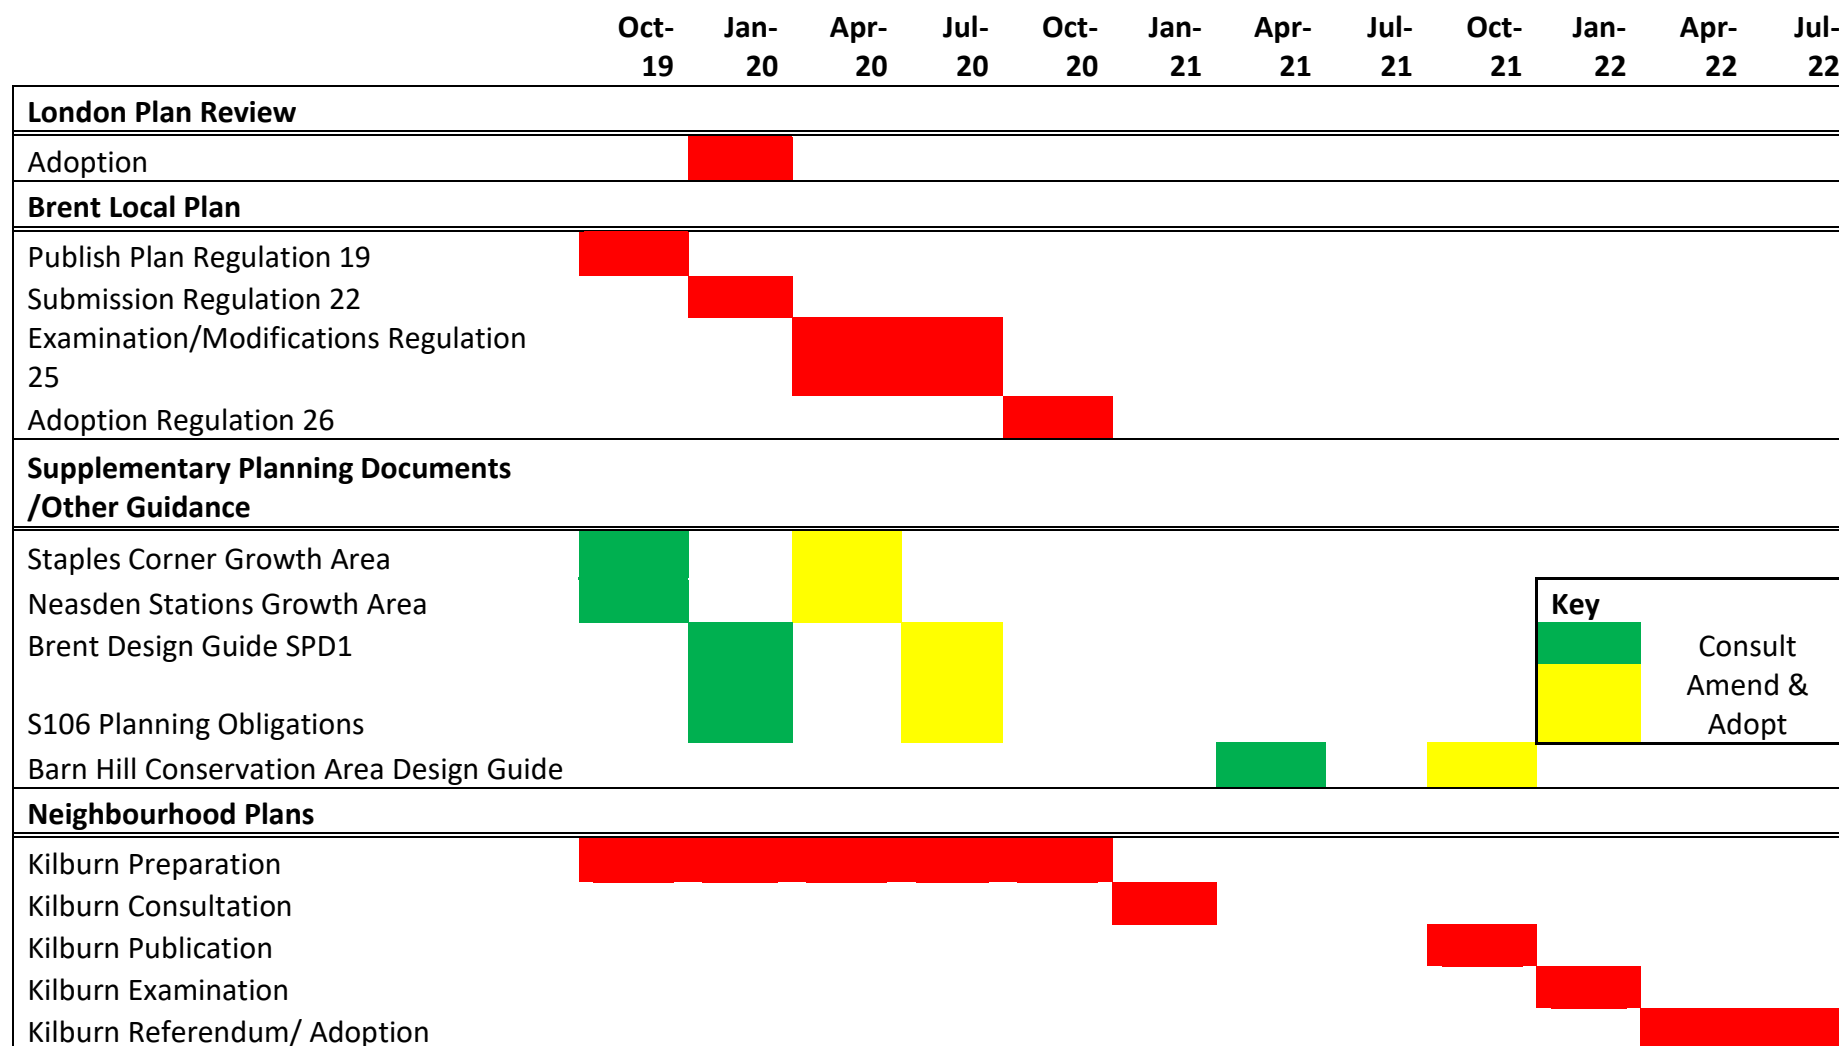 Oct- Jan- Apr- Jul- Oct- Jan- Apr- Jul- Oct- Jan- Apr- Jul-
19 20 20 20 20 21 21 21 21 22 22 22
London Plan Review
Adoption
Brent Local Plan
Publish Plan Regulation 19
Submission Regulation 22
Examination/Modifications Regulation
25
Adoption Regulation 26
Supplementary Planning Documents
/Other Guidance
Staples Corner Growth Area
Neasden Stations Growth Area
Key
Brent Design Guide SPD1
Consult
Amend &
Adopt
S106 Planning Obligations
Barn Hill Conservation Area Design Guide
Neighbourhood Plans
Kilburn Preparation
Kilburn Consultation
Kilburn Publication
Kilburn Examination
Kilburn Referendum/ Adoption